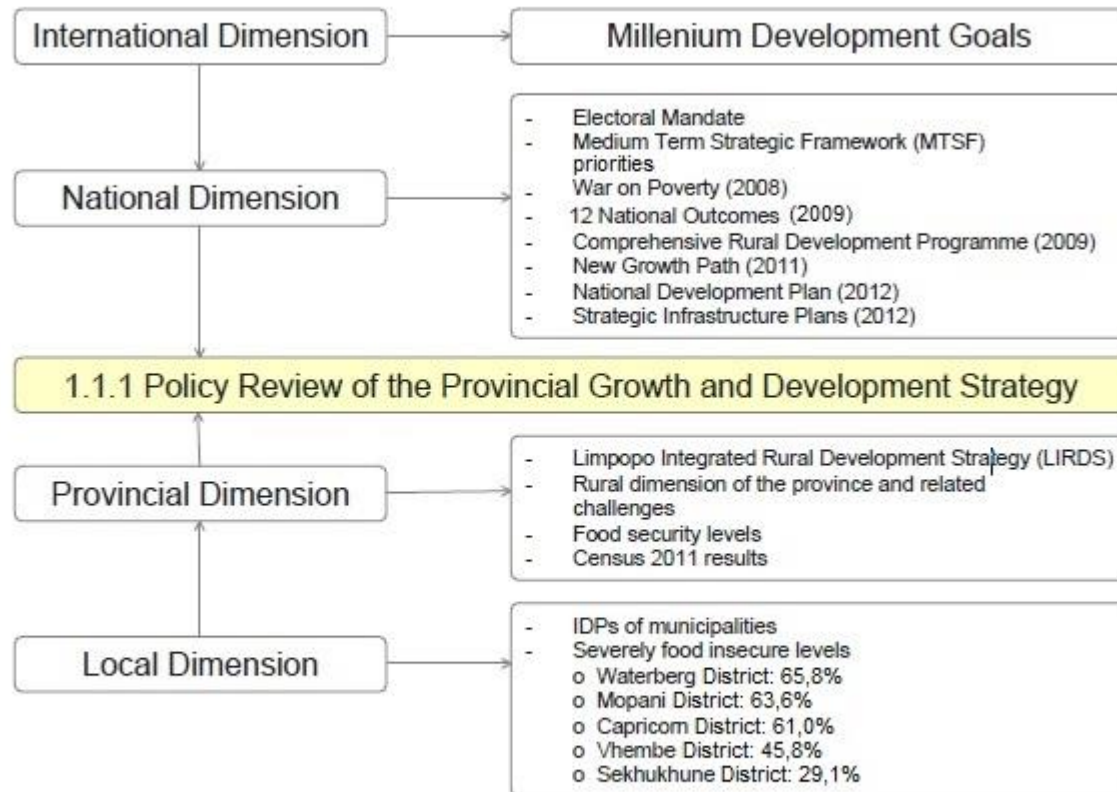 International Dimension
Millenium Development Goals
National Dimension
- Electoral Mandate
- Medium Term Strategic Framework (MTSF)
priorities
- War on Poverty (2008)
- 12 National Outcomes (2009)
- Comprehensive Rural Development Programme (2009)
- New Growth Path (2011)
- National Development Plan (2012)
- Strategic Infrastructure Plans (2012)
1.1.1 Policy Review of the Provincial Growth and Development Strategy
Provincial Dimension
- Limpopo Integrated Rural Development Strategy (LIRDS)
- Rural dimension of the province and related
challenges
- Food security levels
- Census 2011 results
Local Dimension
- IDPs of municipalities
- Severely food insecure levels
o Waterberg District: 65,8%
o Mopani District: 63,6%
o Capricorn District: 61,0%
o Vhembe District: 45,8%
o Sekhukhune District: 29,1%